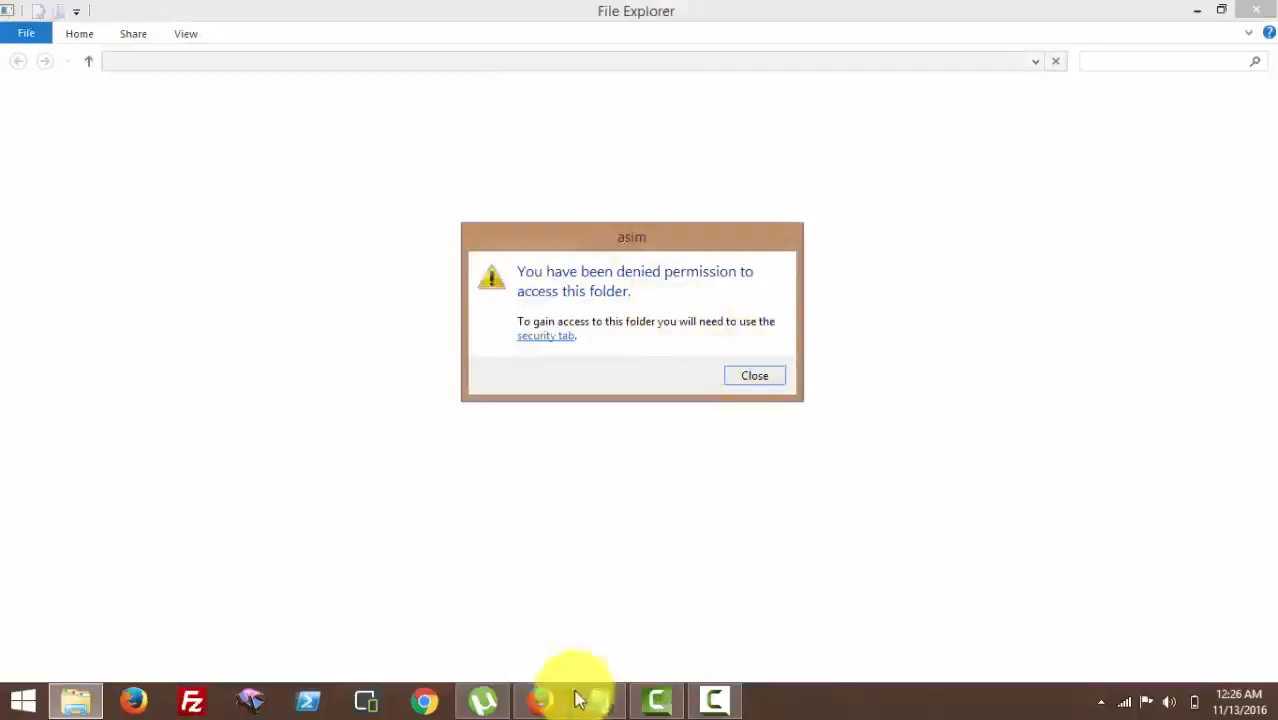 File Explorer
File Home Share View
asim
You have been denied permission to
access this folder.
To gain access to this folder you will need to use the
security tab.
Close
12:26 AM
11/13/2016